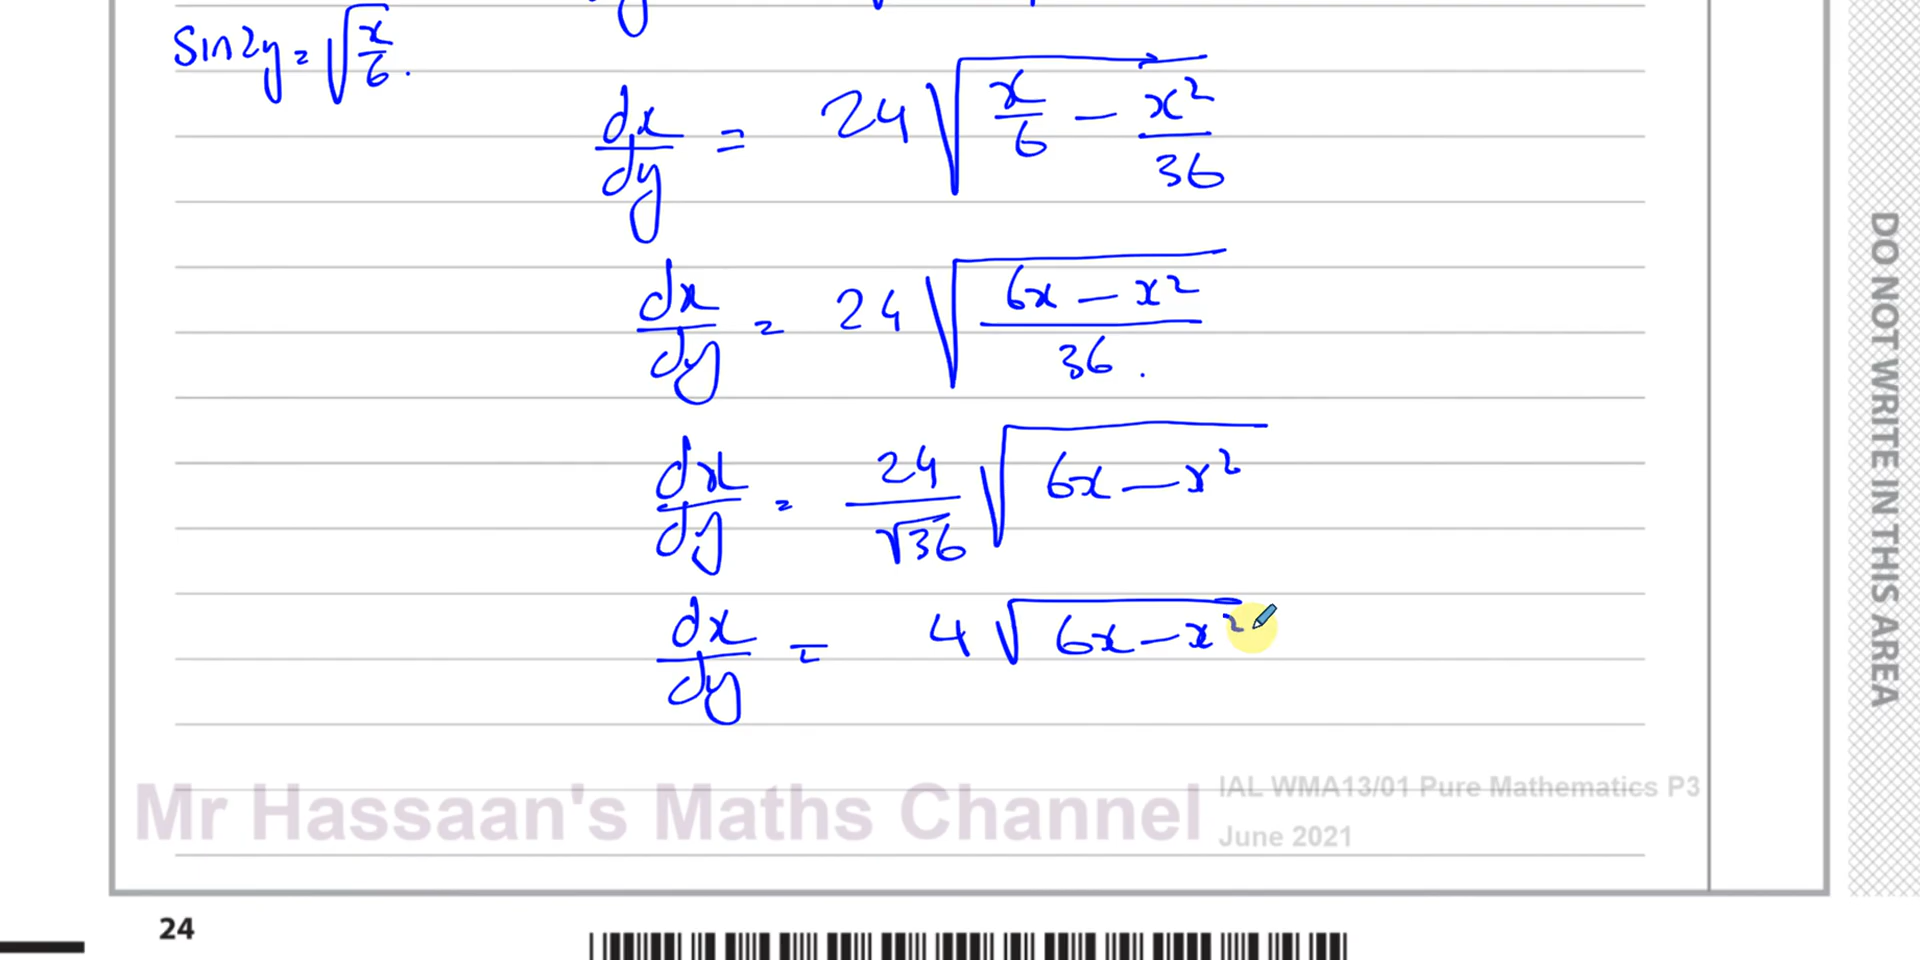 sin2y = √(x/6).
dx/dy = 24 √(x/6 − x²/36)
dx/dy = 24 √((6x − x²)/36).
dx/dy = 24/√36 √(6x − x²)
dx/dy = 4 √(6x − x²)
Mr Hassaan's Maths Channel
IAL WMA13/01 Pure Mathematics P3
June 2021
24
DO NOT WRITE IN THIS AREA